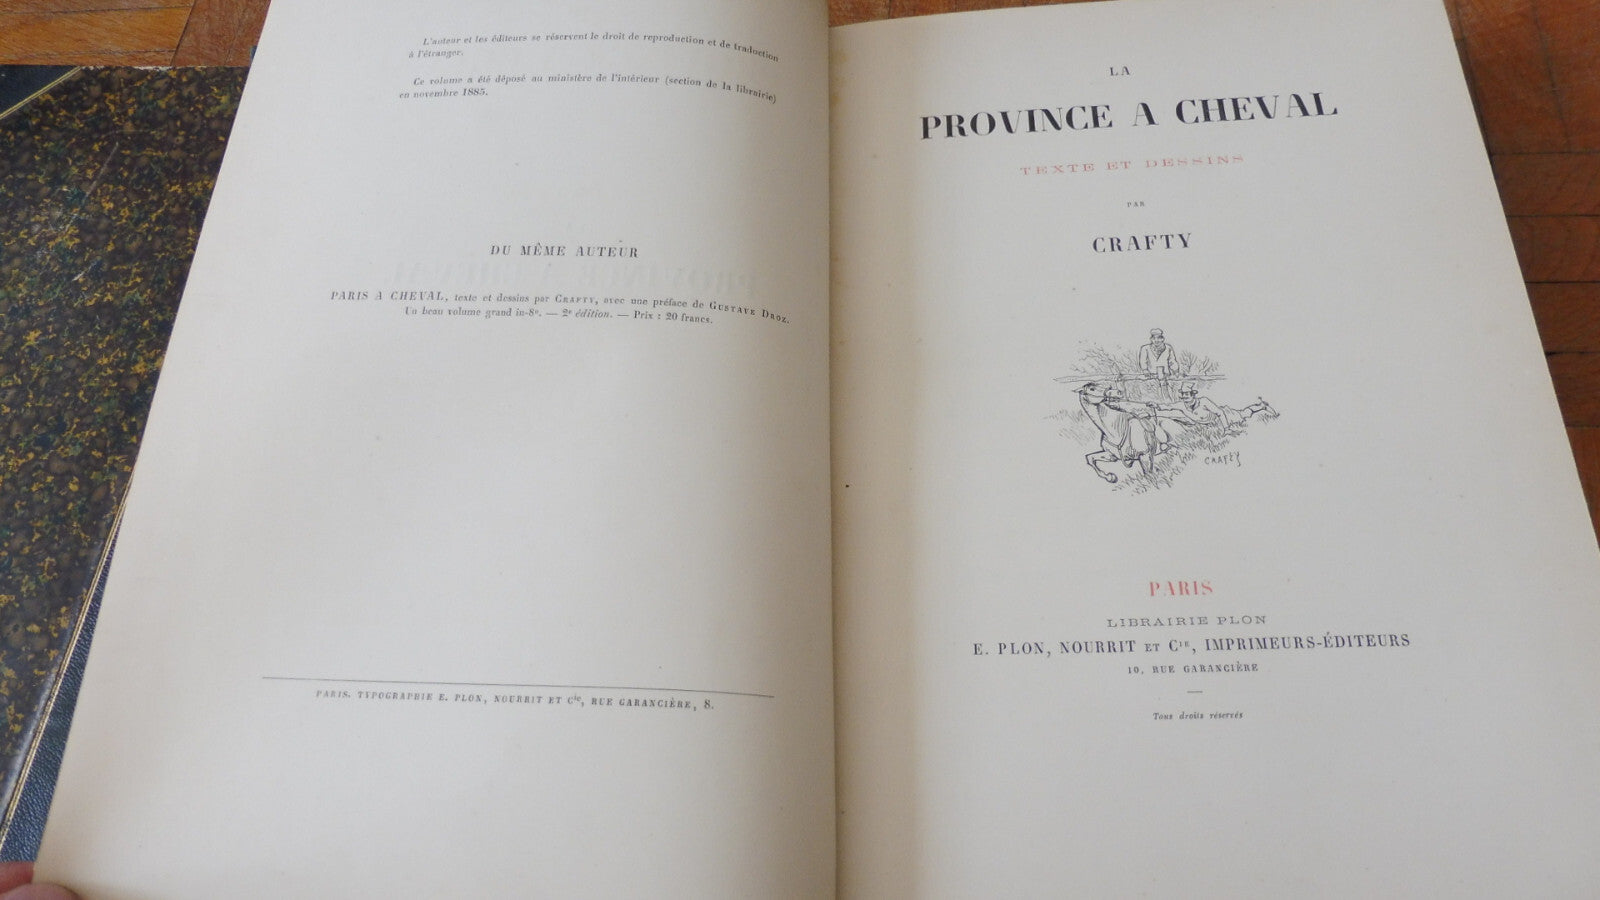 L'auteur et les éditeurs se réservent le droit de reproduction et de traduction
à l'étranger.
Ce volume a été déposé au ministère de l'intérieur (section de la librairie)
en novembre 1885.
DU MÊME AUTEUR
PARIS A CHEVAL, texte et dessins par CRAFTY, avec une préface de GUSTAVE DROZ.
Un beau volume grand in-8º. — 2e édition. — Prix : 20 francs.
PARIS. TYPOGRAPHIE E. PLON, NOURRIT ET Cie, RUE GARANCIÈRE, 8.
LA
PROVINCE A CHEVAL
TEXTE ET DESSINS
PAR
CRAFTY
CRAFTY
PARIS
LIBRAIRIE PLON
E. PLON, NOURRIT ET Cie, IMPRIMEURS-ÉDITEURS
10, RUE GARANCIÈRE
Tous droits réservés